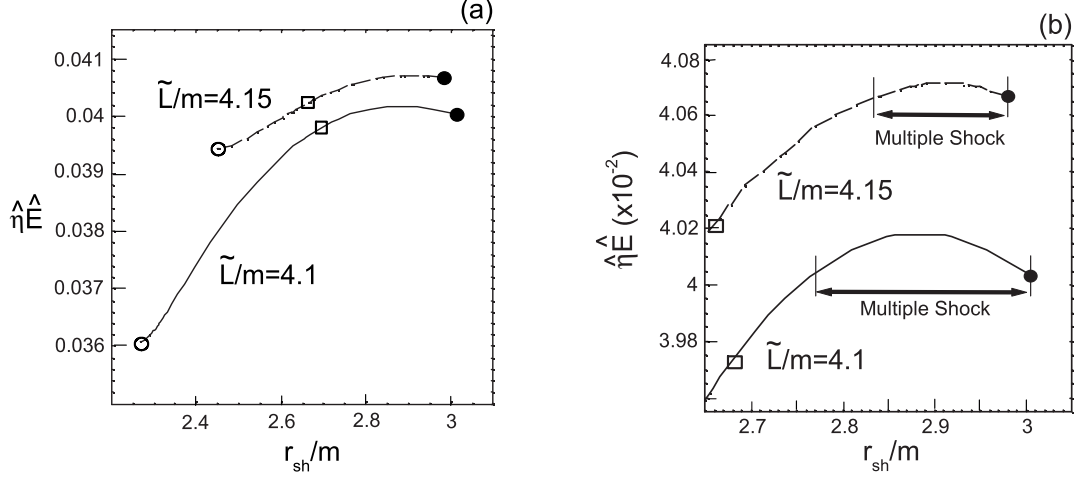 (a)
0.041
0.04
0.039
0.038
0.037
0.036
η̂Ê
L̃/m=4.15
L̃/m=4.1
2.4 2.6 2.8 3
r_sh/m
(b)
4.08
4.06
4.04
4.02
4
3.98
η̂Ê (x10⁻²)
Multiple Shock
L̃/m=4.15
Multiple Shock
L̃/m=4.1
2.7 2.8 2.9 3
r_sh/m